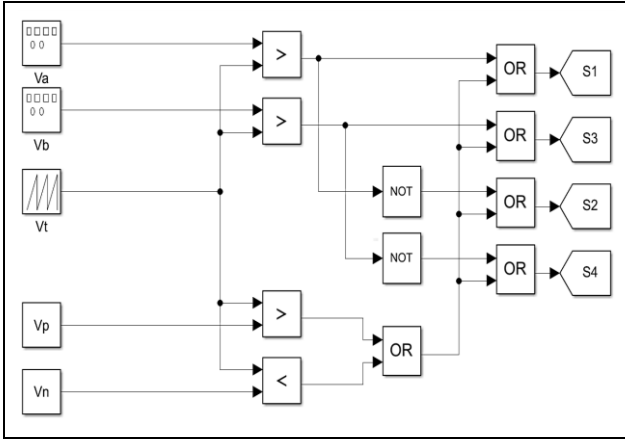 > OR S1
Va
> OR S3
Vb
NOT OR S2
Vt
NOT OR S4
Vp > OR
Vn <